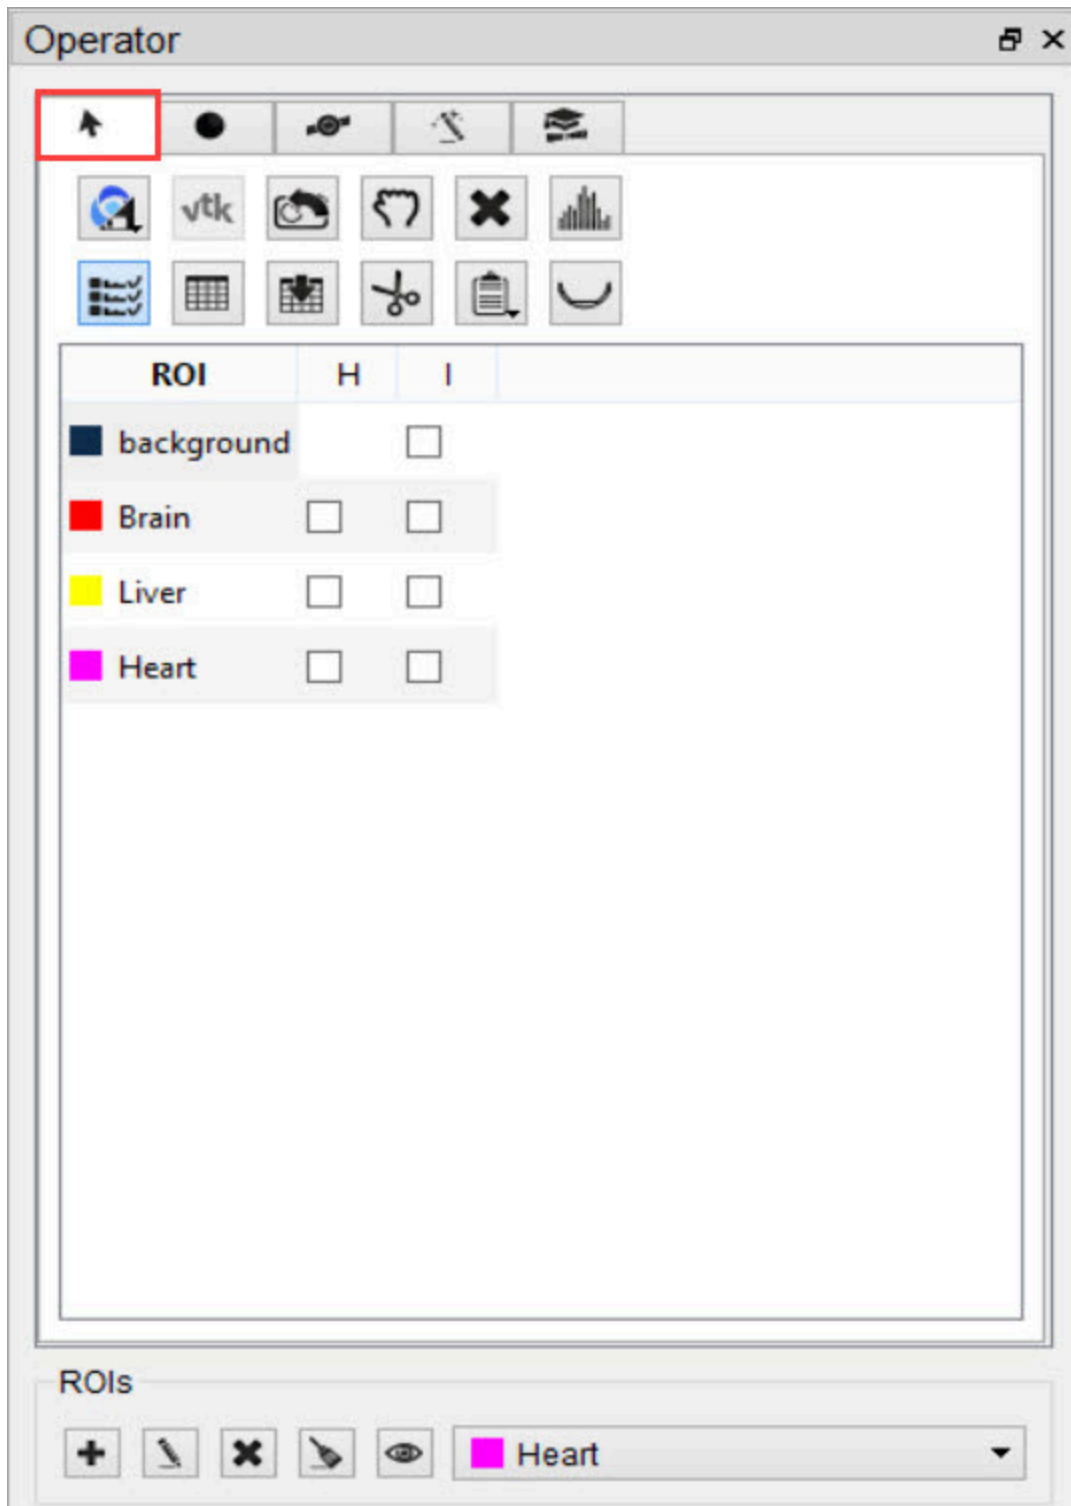 Operator
vtk
ROI H I
background
Brain
Liver
Heart
ROIs
Heart